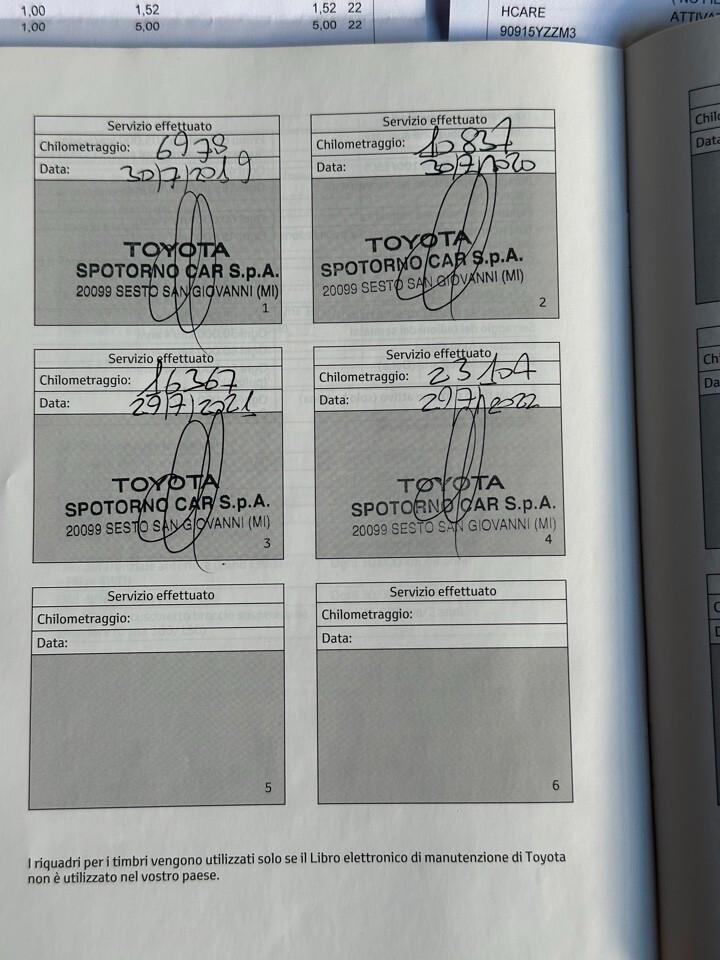 1,00 1,52 1,52 22
1,00 5,00 5,00 22
HCARE
90915YZZM3
ATTIVA
Servizio effettuato
Chilometraggio: 6978
Data: 30/7/2019
TOYOTA
SPOTORNO CAR S.p.A.
20099 SESTO SAN GIOVANNI (MI)
1
Servizio effettuato
Chilometraggio: 10837
Data: 30/7/2020
TOYOTA
SPOTORNO CAR S.p.A.
20099 SESTO SAN GIOVANNI (MI)
2
Servizio effettuato
Chilometraggio: 16367
Data: 29/7/2021
TOYOTA
SPOTORNO CAR S.p.A.
20099 SESTO SAN GIOVANNI (MI)
3
Servizio effettuato
Chilometraggio: 23107
Data: 29/7/2022
TOYOTA
SPOTORNO CAR S.p.A.
20099 SESTO SAN GIOVANNI (MI)
4
Servizio effettuato
Chilometraggio:
Data:
5
Servizio effettuato
Chilometraggio:
Data:
6
I riquadri per i timbri vengono utilizzati solo se il Libro elettronico di manutenzione di Toyota
non è utilizzato nel vostro paese.